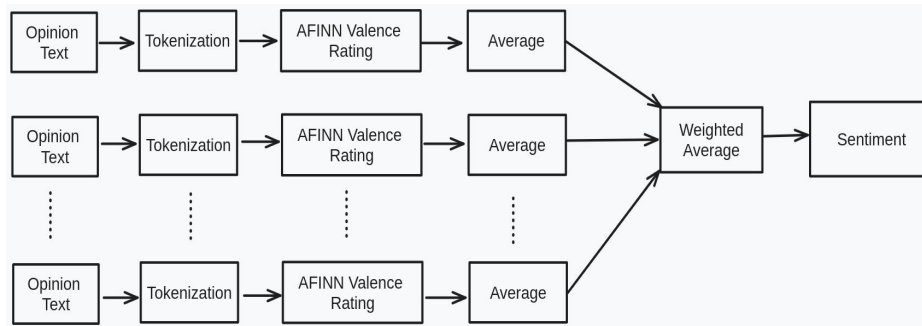 Opinion
Text
Tokenization
AFINN Valence
Rating
Average
Opinion
Text
Tokenization
AFINN Valence
Rating
Average
Weighted
Average
Sentiment
Opinion
Text
Tokenization
AFINN Valence
Rating
Average